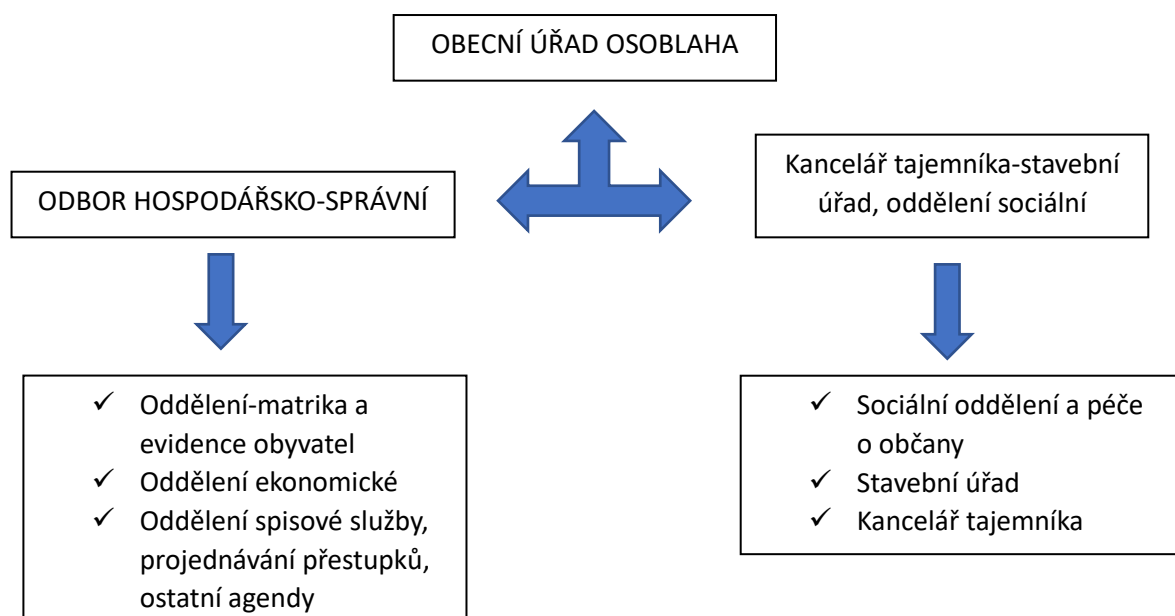 OBECNÍ ÚŘAD OSOBLAHA
ODBOR HOSPODÁŘSKO-SPRÁVNÍ
Kancelář tajemníka-stavební
úřad, oddělení sociální
✓ Oddělení-matrika a
evidence obyvatel
✓ Oddělení ekonomické
✓ Oddělení spisové služby,
projednávání přestupků,
ostatní agendy
✓ Sociální oddělení a péče
o občany
✓ Stavební úřad
✓ Kancelář tajemníka